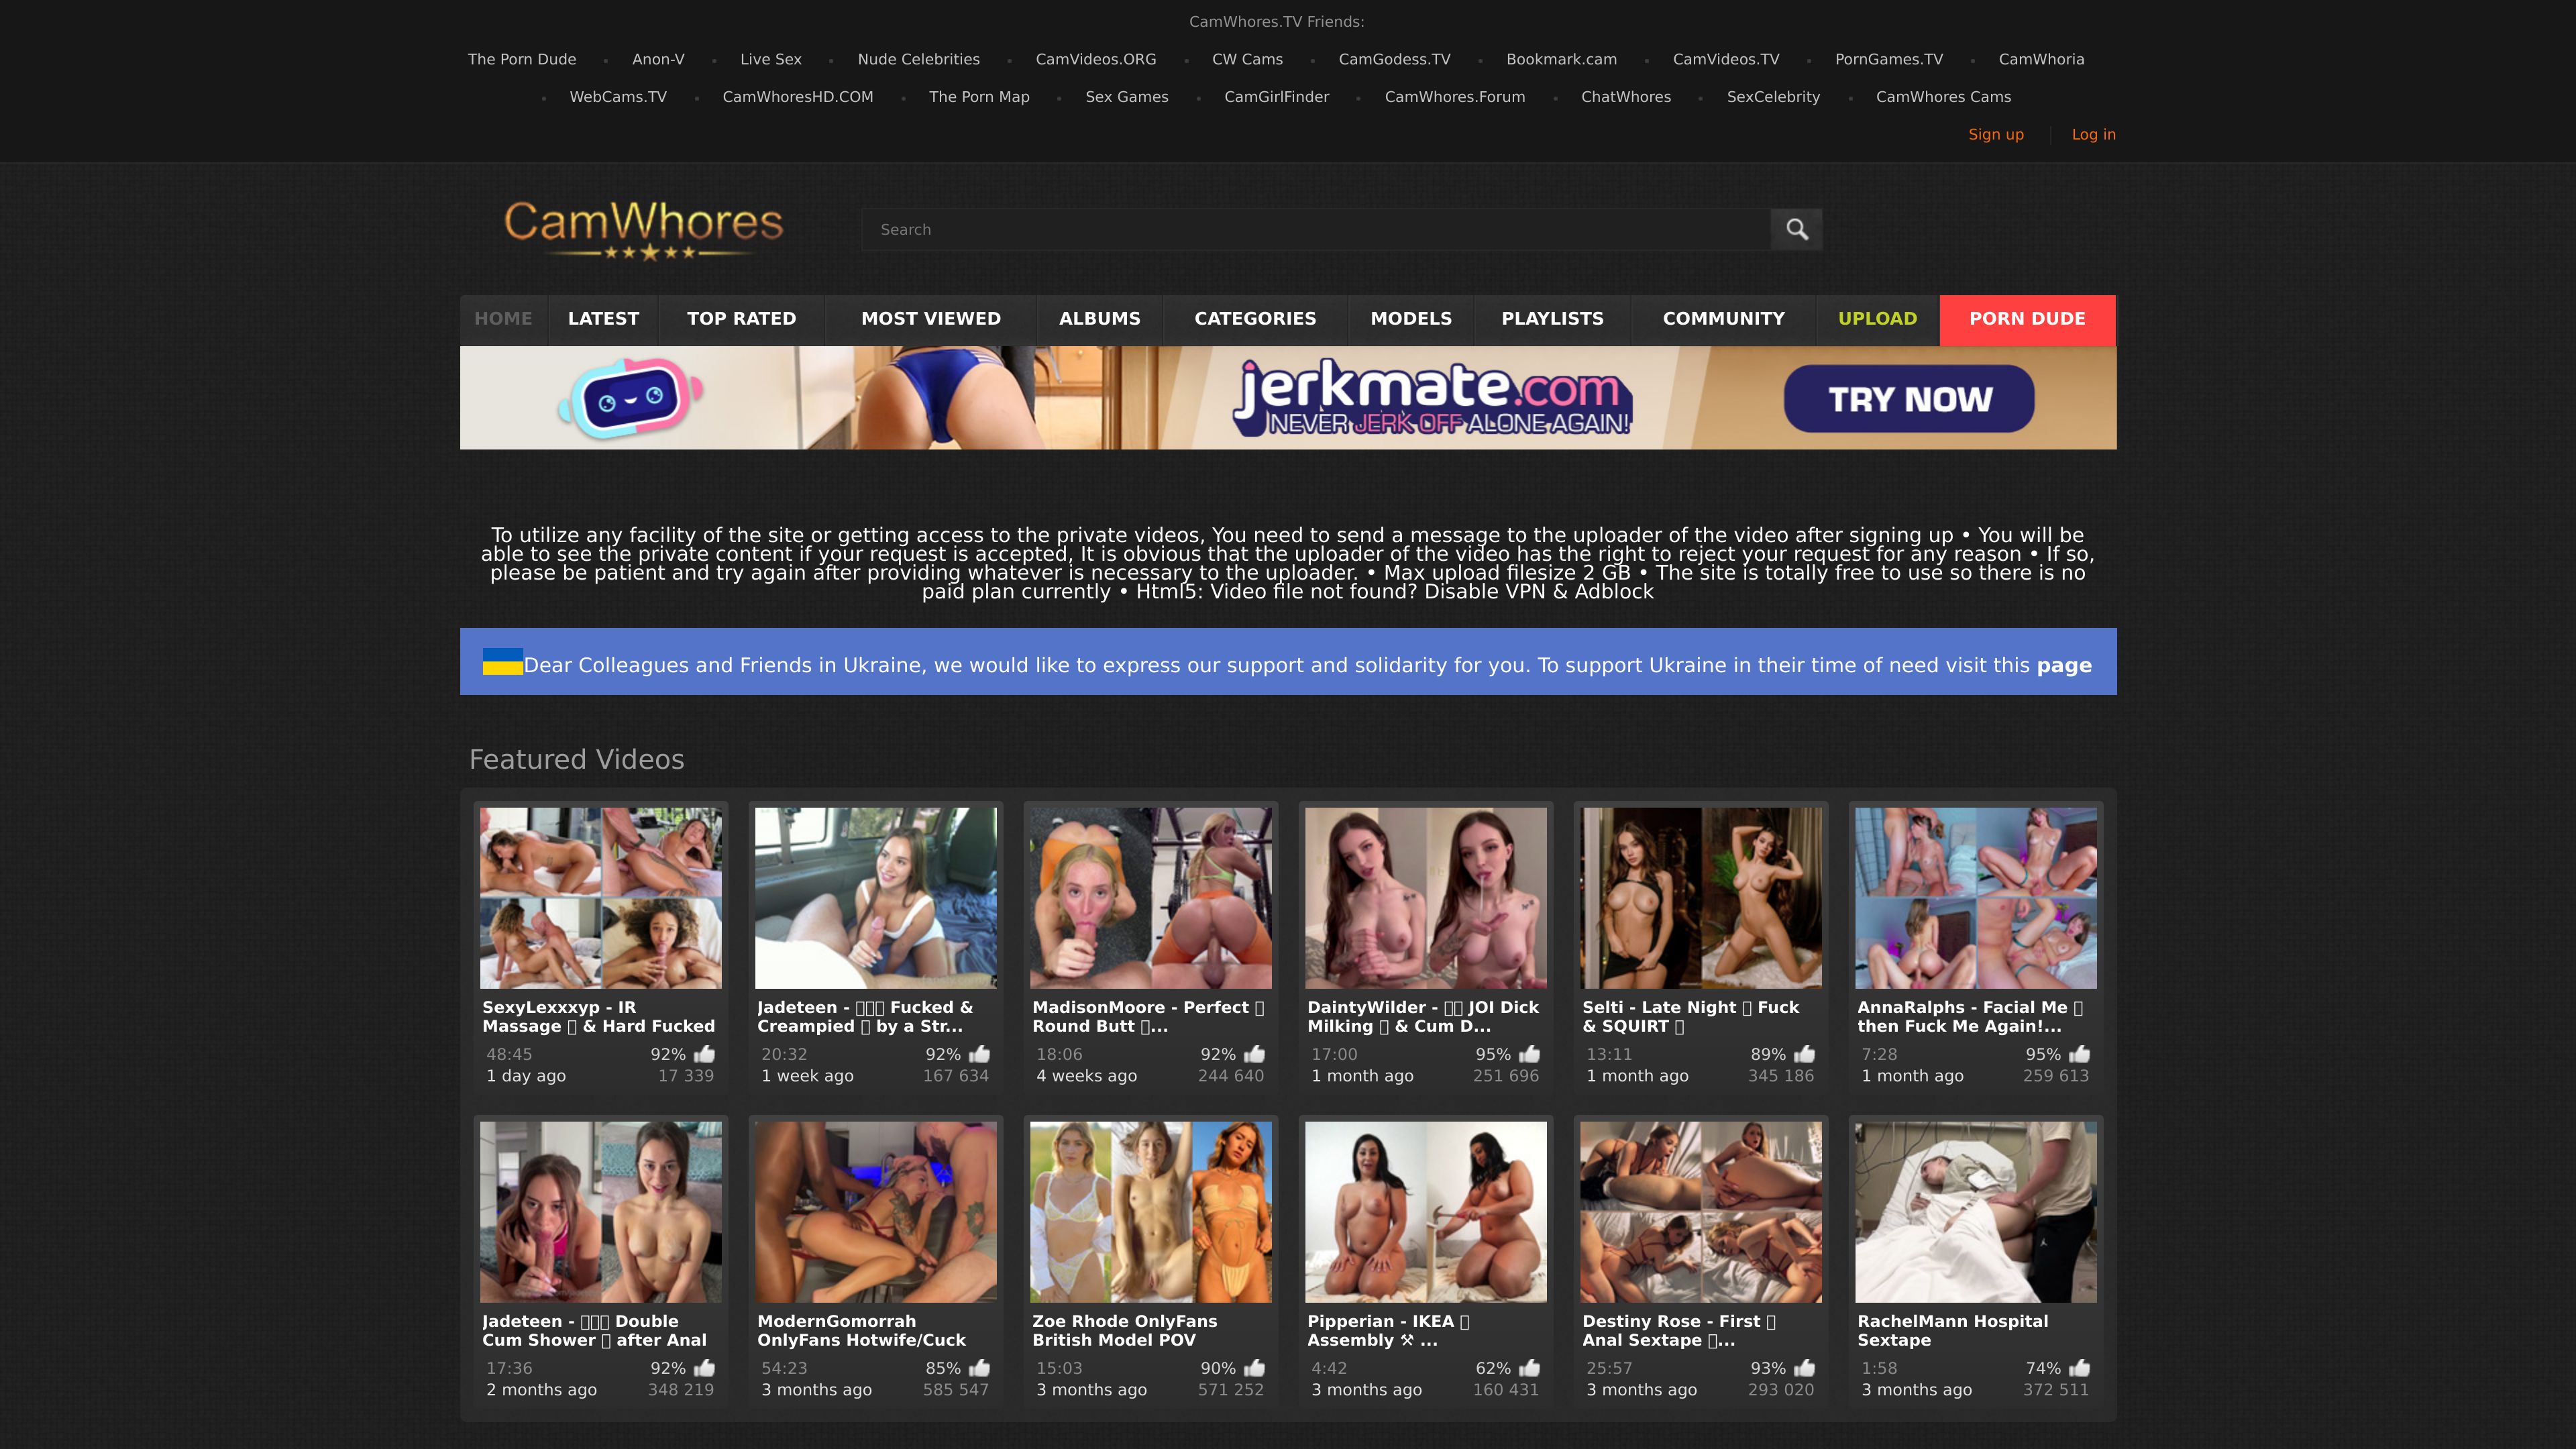 CamWhores.TV Friends:
The Porn Dude • Anon-V • Live Sex • Nude Celebrities • CamVideos.ORG • CW Cams • CamGodess.TV • Bookmark.cam • CamVideos.TV • PornGames.TV • CamWhoria
• WebCams.TV • CamWhoresHD.COM • The Porn Map • Sex Games • CamGirlFinder • CamWhores.Forum • ChatWhores • SexCelebrity • CamWhores Cams
Sign up Log in
CamWhores
Search
HOME LATEST TOP RATED MOST VIEWED ALBUMS CATEGORIES MODELS PLAYLISTS COMMUNITY UPLOAD PORN DUDE
jerkmate.com
NEVER JERK OFF ALONE AGAIN!
TRY NOW
To utilize any facility of the site or getting access to the private videos, You need to send a message to the uploader of the video after signing up • You will be
able to see the private content if your request is accepted, It is obvious that the uploader of the video has the right to reject your request for any reason • If so,
please be patient and try again after providing whatever is necessary to the uploader. • Max upload filesize 2 GB • The site is totally free to use so there is no
paid plan currently • Html5: Video file not found? Disable VPN & Adblock
Dear Colleagues and Friends in Ukraine, we would like to express our support and solidarity for you. To support Ukraine in their time of need visit this page
Featured Videos
SexyLexxxyp - IR
Massage & Hard Fucked
48:45 92%
1 day ago 17 339
Jadeteen - Fucked &
Creampied by a Str...
20:32 92%
1 week ago 167 634
MadisonMoore - Perfect
Round Butt ...
18:06 92%
4 weeks ago 244 640
DaintyWilder - JOI Dick
Milking & Cum D...
17:00 95%
1 month ago 251 696
Selti - Late Night Fuck
& SQUIRT
13:11 89%
1 month ago 345 186
AnnaRalphs - Facial Me
then Fuck Me Again!...
7:28 95%
1 month ago 259 613
Jadeteen - Double
Cum Shower after Anal
17:36 92%
2 months ago 348 219
ModernGomorrah
OnlyFans Hotwife/Cuck
54:23 85%
3 months ago 585 547
Zoe Rhode OnlyFans
British Model POV
15:03 90%
3 months ago 571 252
Pipperian - IKEA
Assembly ⚒ ...
4:42 62%
3 months ago 160 431
Destiny Rose - First
Anal Sextape ...
25:57 93%
3 months ago 293 020
RachelMann Hospital
Sextape
1:58 74%
3 months ago 372 511